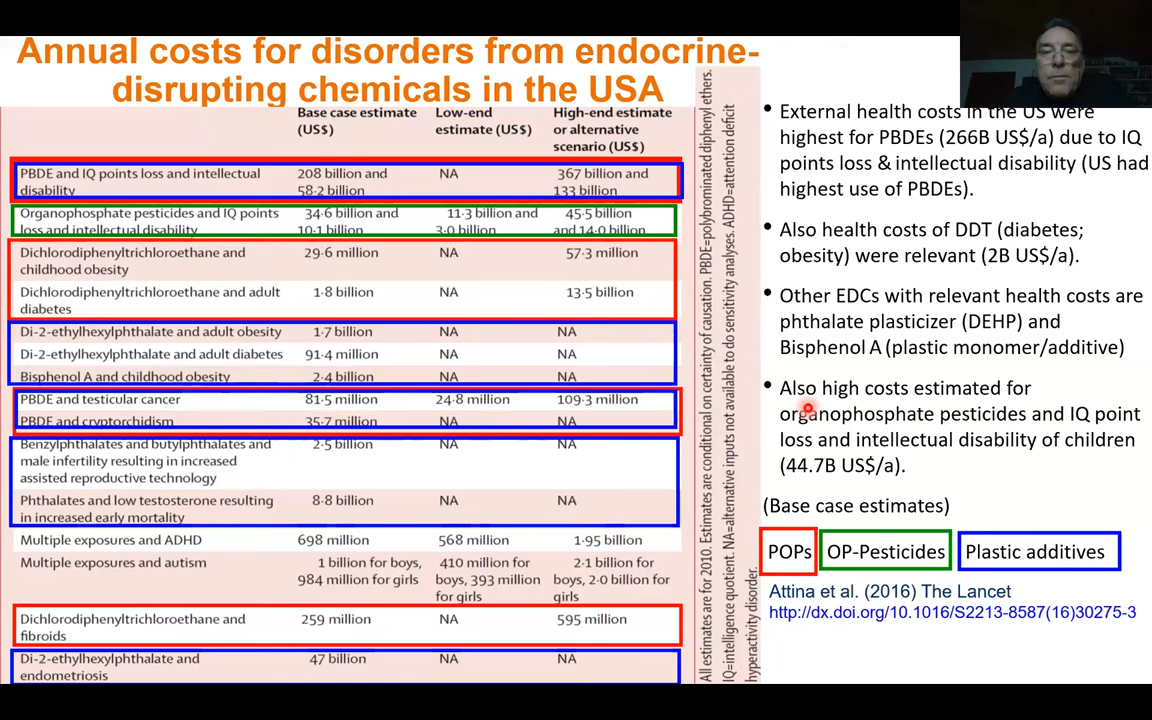 Annual costs for disorders from endocrine-
disrupting chemicals in the USA
Base case estimate (US$) Low-end estimate (US$) High-end estimate or alternative scenario (US$)
PBDE and IQ points loss and intellectual disability 208 billion and 58·2 billion NA 367 billion and 133 billion
Organophosphate pesticides and IQ points loss and intellectual disability 34·6 billion and 10·1 billion 11·3 billion and 3·0 billion 45·5 billion and 14·0 billion
Dichlorodiphenyltrichloroethane and childhood obesity 29·6 million NA 57·3 million
Dichlorodiphenyltrichloroethane and adult diabetes 1·8 billion NA 13·5 billion
Di-2-ethylhexylphthalate and adult obesity 1·7 billion NA NA
Di-2-ethylhexylphthalate and adult diabetes 91·4 million NA NA
Bisphenol A and childhood obesity 2·4 billion NA NA
PBDE and testicular cancer 81·5 million 24·8 million 109·3 million
PBDE and cryptorchidism 35·7 million NA NA
Benzylphthalates and butylphthalates and male infertility resulting in increased assisted reproductive technology 2·5 billion NA NA
Phthalates and low testosterone resulting in increased early mortality 8·8 billion NA NA
Multiple exposures and ADHD 698 million 568 million 1·95 billion
Multiple exposures and autism 1 billion for boys, 984 million for girls 410 million for boys, 393 million for girls 2·1 billion for boys, 2·0 billion for girls
Dichlorodiphenyltrichloroethane and fibroids 259 million NA 595 million
Di-2-ethylhexylphthalate and endometriosis 47 billion NA NA
All estimates are for 2010. Estimates are conditional on certainty of causation. PBDE=polybrominated diphenyl ethers.
IQ=intelligence quotient. NA=alternative inputs not available to do sensitivity analyses. ADHD=attention deficit
hyperactivity disorder.
• External health costs in the US were
highest for PBDEs (266B US$/a) due to IQ
points loss & intellectual disability (US had
highest use of PBDEs).
• Also health costs of DDT (diabetes;
obesity) were relevant (2B US$/a).
• Other EDCs with relevant health costs are
phthalate plasticizer (DEHP) and
Bisphenol A (plastic monomer/additive)
• Also high costs estimated for
organophosphate pesticides and IQ point
loss and intellectual disability of children
(44.7B US$/a).
(Base case estimates)
POPs OP-Pesticides Plastic additives
Attina et al. (2016) The Lancet
http://dx.doi.org/10.1016/S2213-8587(16)30275-3